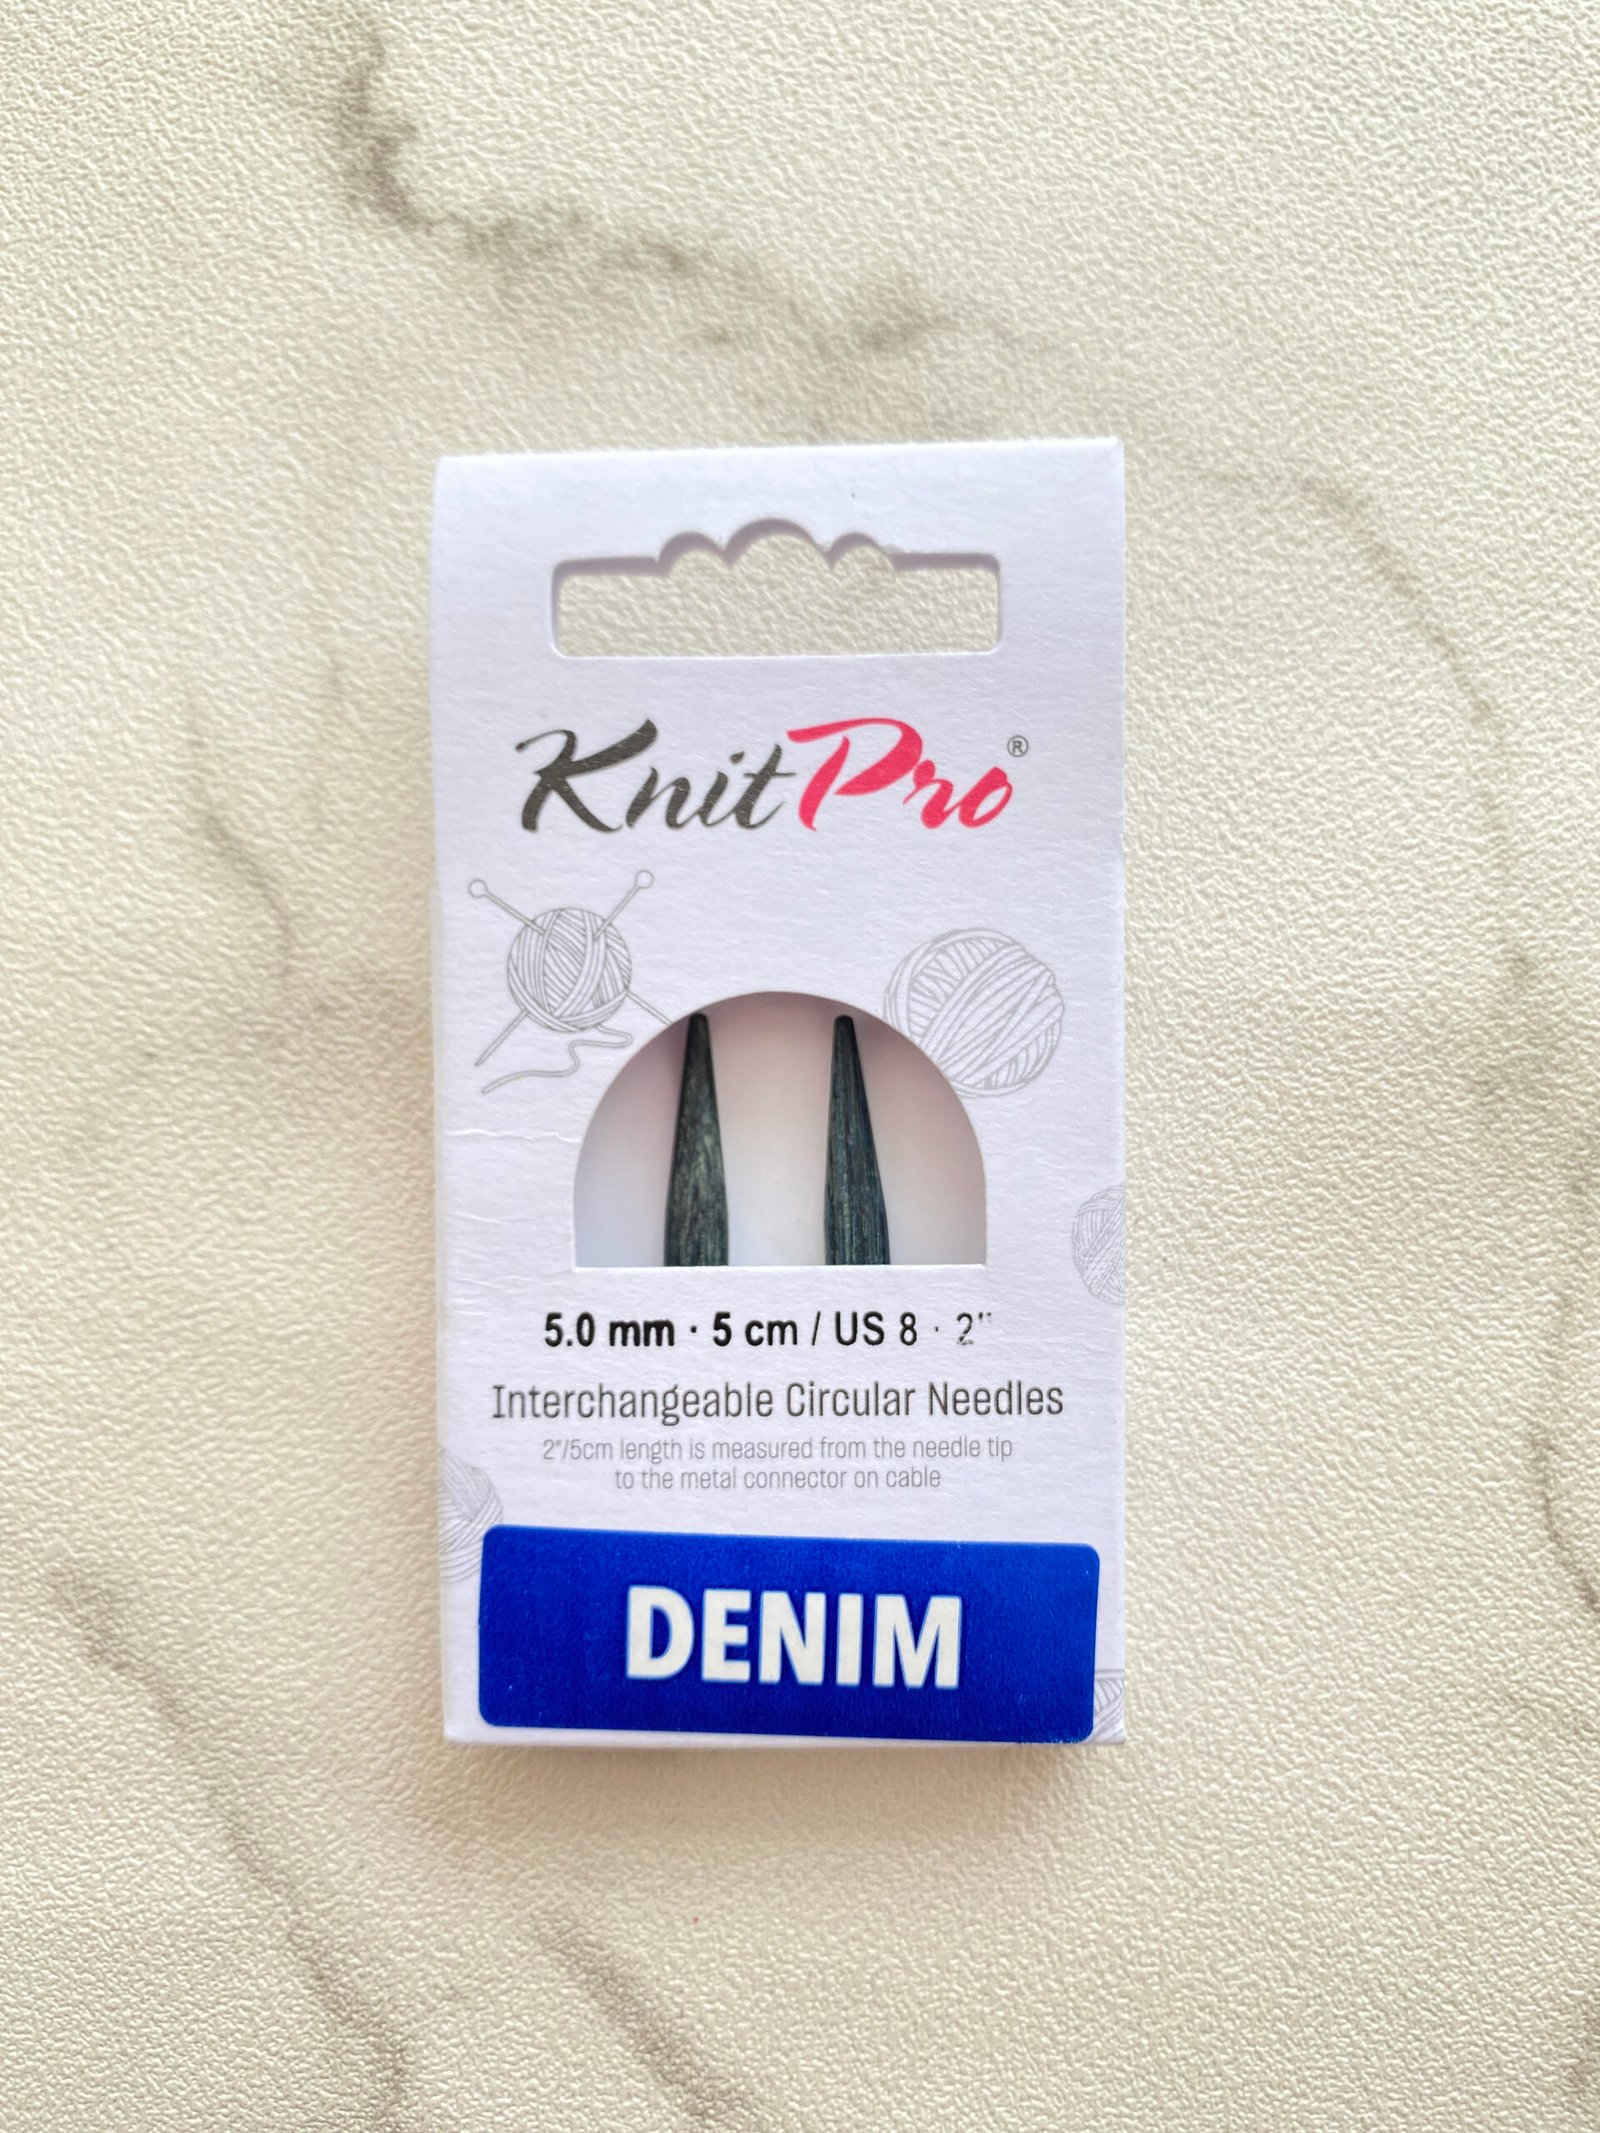 KnitPro®
5.0 mm · 5 cm / US 8 · 2"
Interchangeable Circular Needles
2"/5cm length is measured from the needle tip
to the metal connector on cable
DENIM